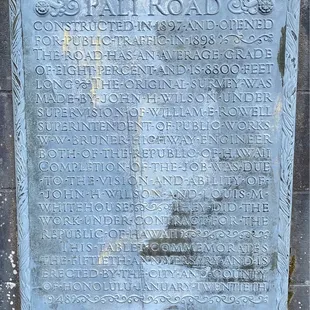 PALI ROAD
CONSTRUCTED·IN·1897·AND·OPENED
FOR·PUBLIC·TRAFFIC·IN·1898
THE·ROAD·HAS·AN·AVERAGE·GRADE
OF·EIGHT·PERCENT·AND·IS·6600·FEET
LONG·THE·ORIGINAL·SURVEY·WAS
MADE·BY·JOHN·H·WILSON·UNDER
SUPERVISION·OF·WILLIAM·E·ROWELL
SUPERINTENDENT·OF·PUBLIC·WORKS
W·W·BRUNER·HIGHWAY·ENGINEER
BOTH·OF·THE·REPUBLIC·OF·HAWAII
COMPLETION·OF·THE·JOB·WAS·DUE
TO·THE·VISION·AND·ABILITY·OF
JOHN·H·WILSON·AND·LOUIS·M
WHITEHOUSE·WHO·DID·THE
WORK·UNDER·CONTRACT·FOR·THE
REPUBLIC·OF·HAWAII
THIS·TABLET·COMMEMORATES
THE·FIFTIETH·ANNIVERSARY·AND·IS
ERECTED·BY·THE·CITY·AND·COUNTY
OF·HONOLULU·JANUARY·TWENTIETH
1948